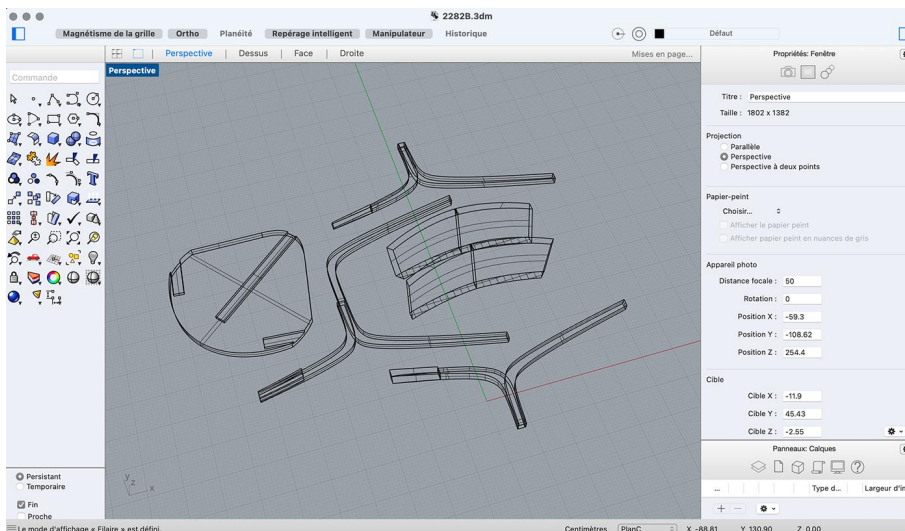 2282B.3dm
Magnétisme de la grille Ortho Planéité Repérage intelligent Manipulateur Historique Défaut
Perspective | Dessus | Face | Droite Mises en page...
Propriétés: Fenêtre
Commande
Perspective
Titre : Perspective
Taille : 1802 x 1382
Projection
Parallèle
Perspective
Perspective à deux points
Papier-peint
Choisir...
Afficher le papier peint
Afficher papier peint en nuances de gris
Appareil photo
Distance focale : 50
Rotation : 0
Position X : -59.3
Position Y : -108.62
Position Z : 254.4
Cible
Cible X : -11.9
Cible Y : 45.43
Cible Z : -2.55
Panneaux: Calques
... Type d... Largeur d'im
y z x
Persistant
Temporaire
Fin
Proche
Le mode d'affichage « Filaire » est défini. Centimètres PlanC X -88.81 Y 130.90 Z 0.00